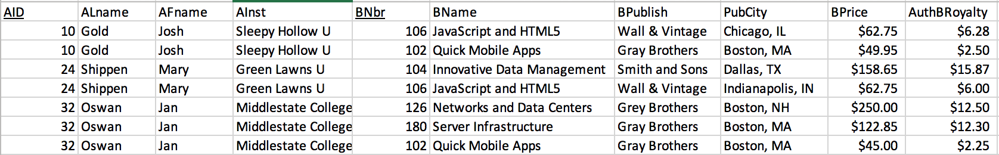 AID ALname AFname AInst BNbr BName BPublish PubCity BPrice AuthBRoyalty
10 Gold Josh Sleepy Hollow U 106 JavaScript and HTML5 Wall & Vintage Chicago, IL $62.75 $6.28
10 Gold Josh Sleepy Hollow U 102 Quick Mobile Apps Gray Brothers Boston, MA $49.95 $2.50
24 Shippen Mary Green Lawns U 104 Innovative Data Management Smith and Sons Dallas, TX $158.65 $15.87
24 Shippen Mary Green Lawns U 106 JavaScript and HTML5 Wall & Vintage Indianapolis, IN $62.75 $6.00
32 Oswan Jan Middlestate College 126 Networks and Data Centers Grey Brothers Boston, NH $250.00 $12.50
32 Oswan Jan Middlestate College 180 Server Infrastructure Gray Brothers Boston, MA $122.85 $12.30
32 Oswan Jan Middlestate College 102 Quick Mobile Apps Gray Brothers Boston, MA $45.00 $2.25